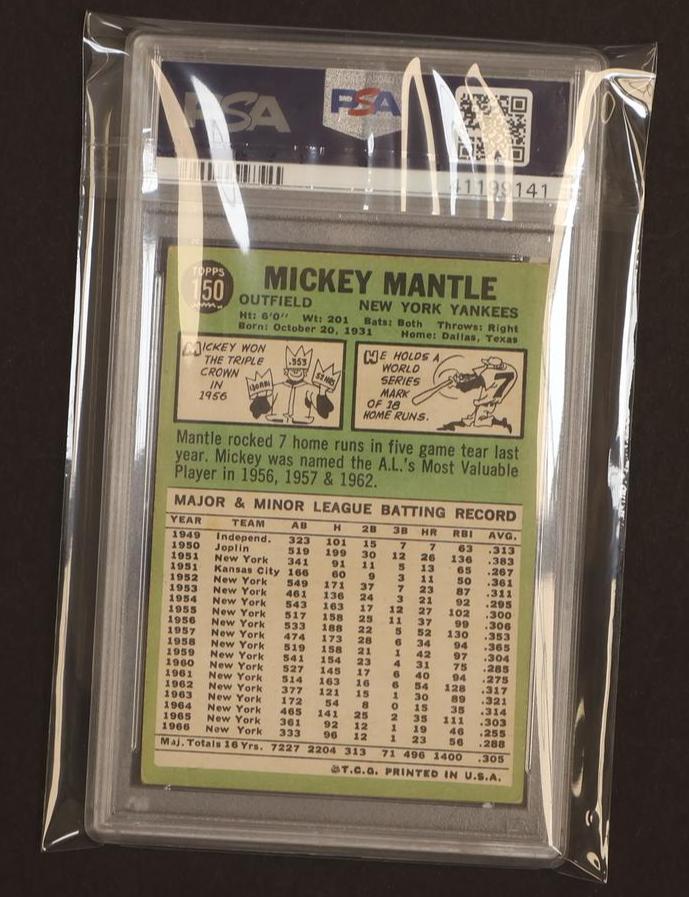 PSA
PSA
41199141
TOPPS
150
MICKEY MANTLE
OUTFIELD NEW YORK YANKEES
Ht: 6'0" Wt: 201 Bats: Both Throws: Right
Born: October 20, 1931 Home: Dallas, Texas
MICKEY WON
THE TRIPLE
CROWN
IN
1956
.353
HE HOLDS A
WORLD
SERIES
MARK
OF 18
HOME RUNS.
7
Mantle rocked 7 home runs in five game tear last
year. Mickey was named the A.L.'s Most Valuable
Player in 1956, 1957 & 1962.
MAJOR & MINOR LEAGUE BATTING RECORD
YEAR TEAM AB H 2B 3B HR RBI AVG.
1949 Independ. 323 101 15 7 7 63 .313
1950 Joplin 519 199 30 12 26 136 .383
1951 New York 341 91 11 5 13 65 .267
1951 Kansas City 166 60 9 3 11 50 .361
1952 New York 549 171 37 7 23 87 .311
1953 New York 461 136 24 3 21 92 .295
1954 New York 543 163 17 12 27 102 .300
1955 New York 517 158 25 11 37 99 .306
1956 New York 533 188 22 5 52 130 .353
1957 New York 474 173 28 6 34 94 .365
1958 New York 519 158 21 1 42 97 .304
1959 New York 541 154 23 4 31 75 .285
1960 New York 527 145 17 6 40 94 .275
1961 New York 514 163 16 6 54 128 .317
1962 New York 377 121 15 1 30 89 .321
1963 New York 172 54 8 0 15 35 .314
1964 New York 465 141 25 2 35 111 .303
1965 New York 361 92 12 1 19 46 .255
1966 New York 333 96 12 1 23 56 .288
Maj. Totals 16 Yrs. 7227 2204 313 71 496 1400 .305
©T.C.G. PRINTED IN U.S.A.